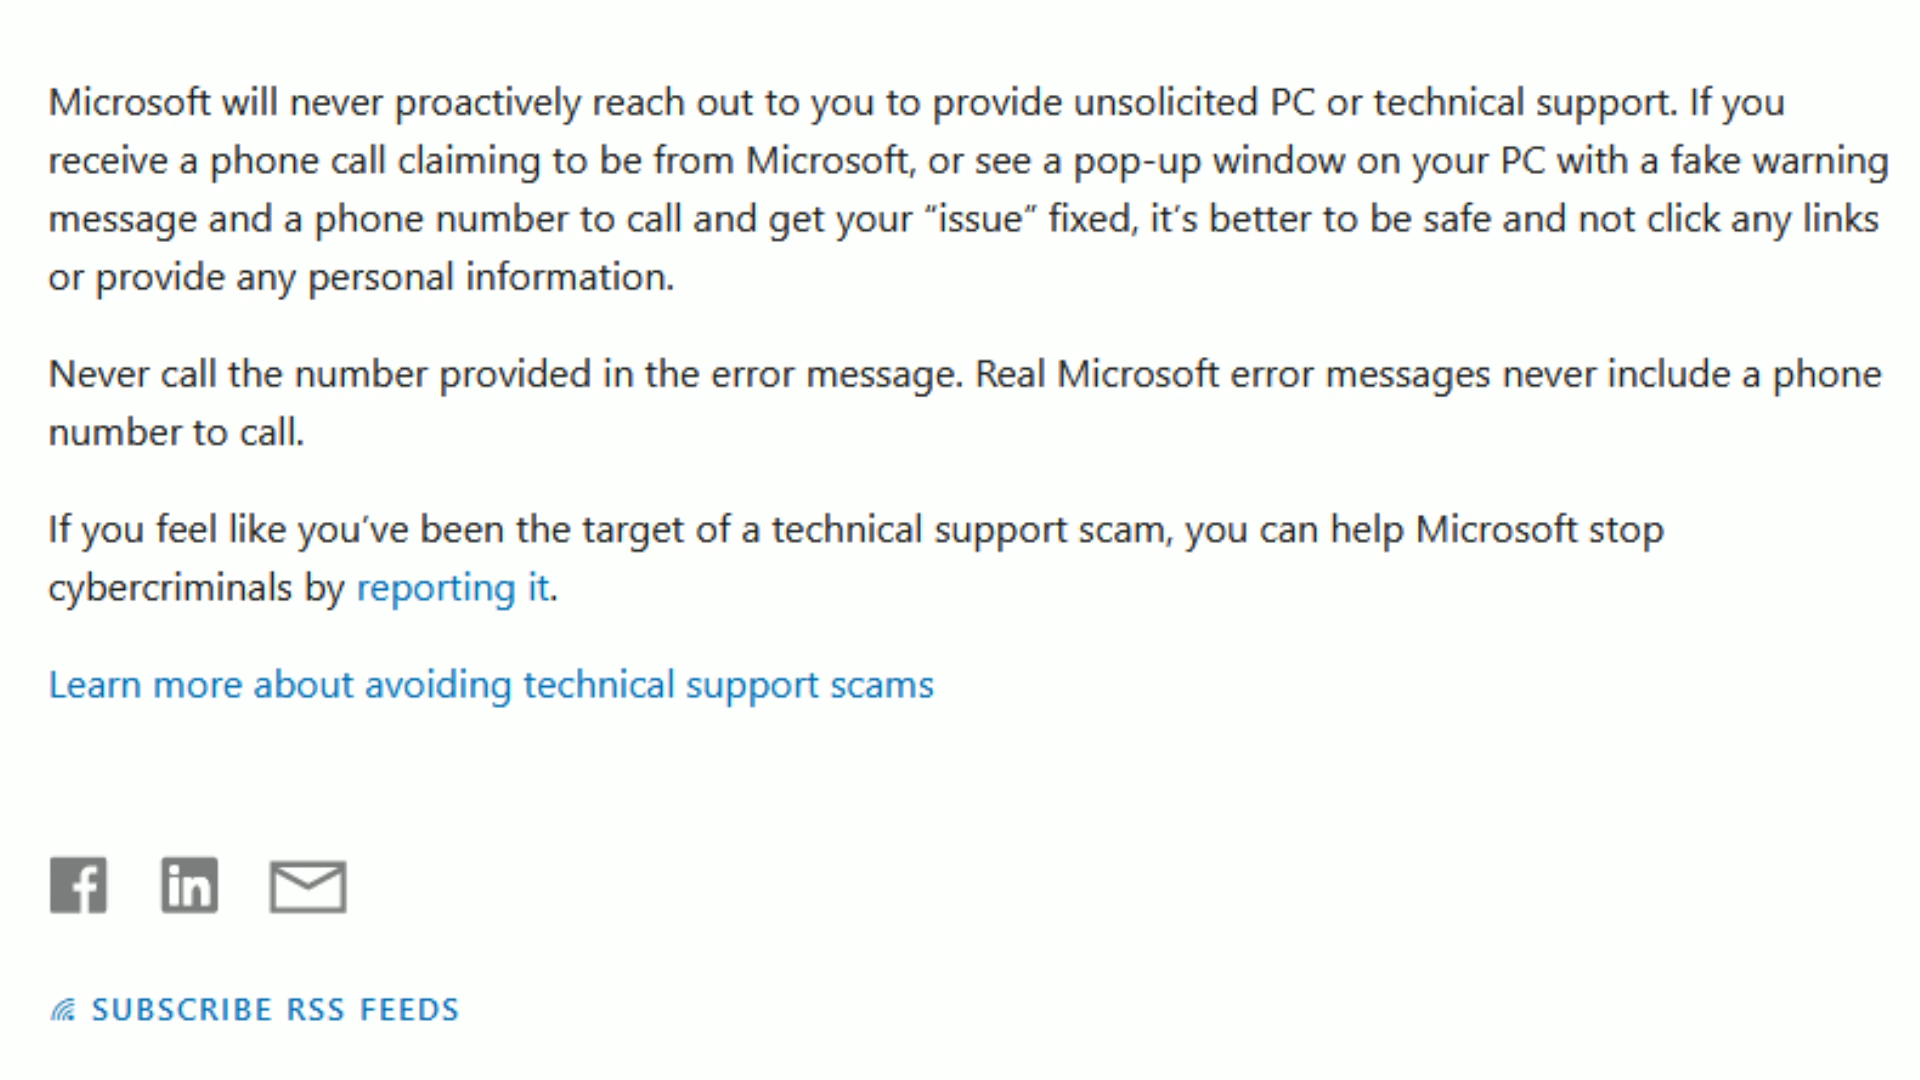 Microsoft will never proactively reach out to you to provide unsolicited PC or technical support. If you
receive a phone call claiming to be from Microsoft, or see a pop-up window on your PC with a fake warning
message and a phone number to call and get your “issue” fixed, it’s better to be safe and not click any links
or provide any personal information.
Never call the number provided in the error message. Real Microsoft error messages never include a phone
number to call.
If you feel like you’ve been the target of a technical support scam, you can help Microsoft stop
cybercriminals by reporting it.
Learn more about avoiding technical support scams
f in
SUBSCRIBE RSS FEEDS